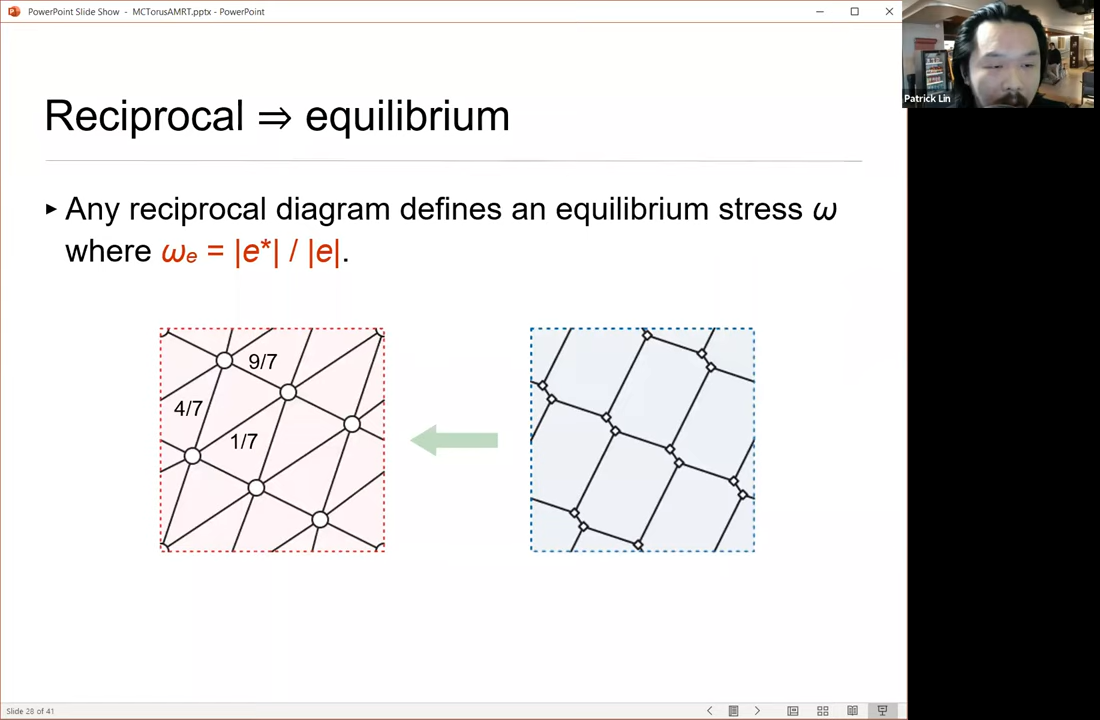 PowerPoint Slide Show - MCTorusAMRT.pptx - PowerPoint
Patrick Lin
Reciprocal ⇒ equilibrium
▸ Any reciprocal diagram defines an equilibrium stress ω
where ωₑ = |e*| / |e|.
9/7
4/7
1/7
Slide 28 of 41